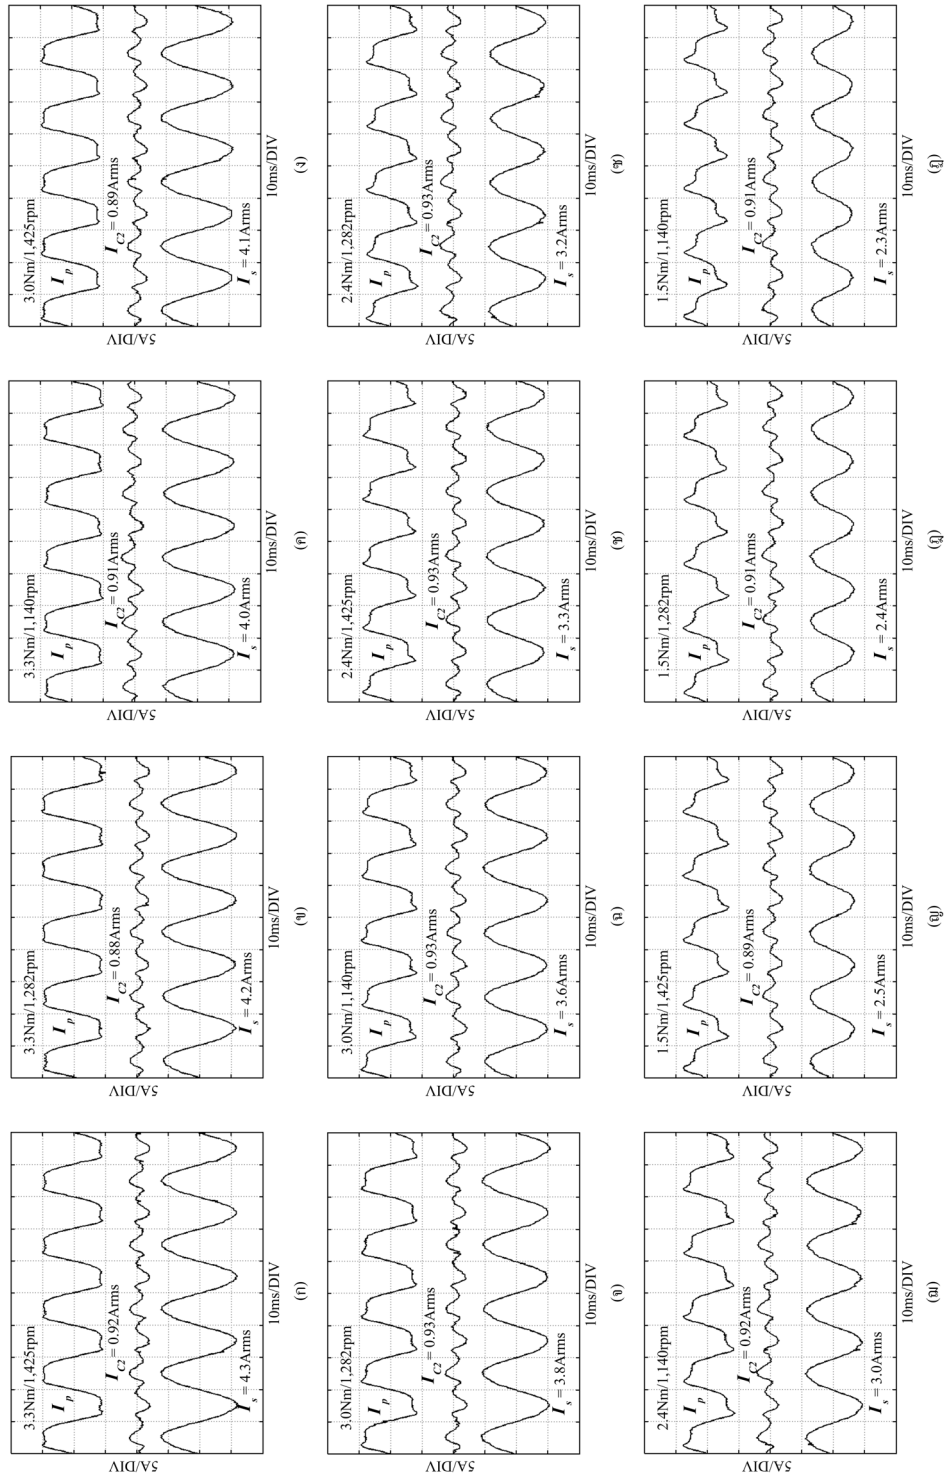 3.3Nm/1,425rpm
I_p
I_C2 = 0.92Arms
I_s = 4.3Arms
5A/DIV
10ms/DIV
(ก)
3.3Nm/1,282rpm
I_p
I_C2 = 0.88Arms
I_s = 4.2Arms
5A/DIV
10ms/DIV
(ข)
3.3Nm/1,140rpm
I_p
I_C2 = 0.91Arms
I_s = 4.0Arms
5A/DIV
10ms/DIV
(ค)
3.0Nm/1,425rpm
I_p
I_C2 = 0.89Arms
I_s = 4.1Arms
5A/DIV
10ms/DIV
(ง)
3.0Nm/1,282rpm
I_p
I_C2 = 0.93Arms
I_s = 3.8Arms
5A/DIV
10ms/DIV
(จ)
3.0Nm/1,140rpm
I_p
I_C2 = 0.93Arms
I_s = 3.6Arms
5A/DIV
10ms/DIV
(ฉ)
2.4Nm/1,425rpm
I_p
I_C2 = 0.93Arms
I_s = 3.3Arms
5A/DIV
10ms/DIV
(ช)
2.4Nm/1,282rpm
I_p
I_C2 = 0.93Arms
I_s = 3.2Arms
5A/DIV
10ms/DIV
(ซ)
2.4Nm/1,140rpm
I_p
I_C2 = 0.92Arms
I_s = 3.0Arms
5A/DIV
10ms/DIV
(ฌ)
1.5Nm/1,425rpm
I_p
I_C2 = 0.89Arms
I_s = 2.5Arms
5A/DIV
10ms/DIV
(ญ)
1.5Nm/1,282rpm
I_p
I_C2 = 0.91Arms
I_s = 2.4Arms
5A/DIV
10ms/DIV
(ฎ)
1.5Nm/1,140rpm
I_p
I_C2 = 0.91Arms
I_s = 2.3Arms
5A/DIV
10ms/DIV
(ฏ)